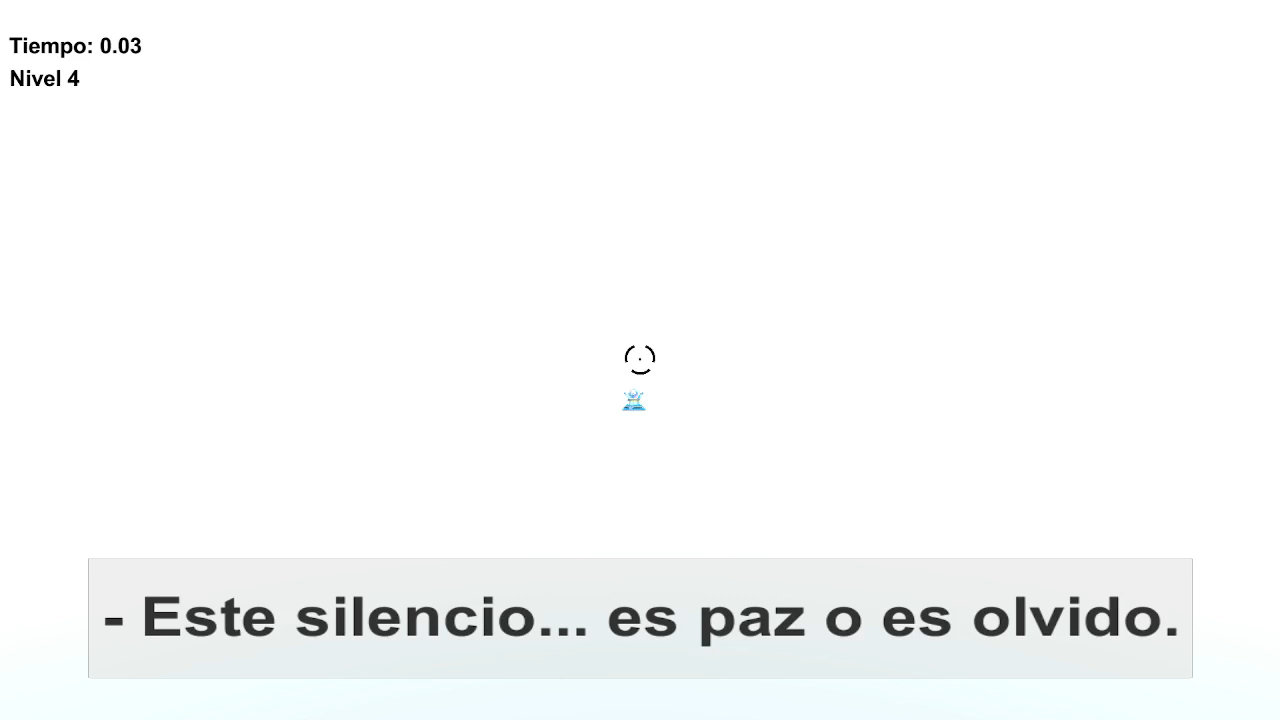 Tiempo: 0.03
Nivel 4
- Este silencio... es paz o es olvido.